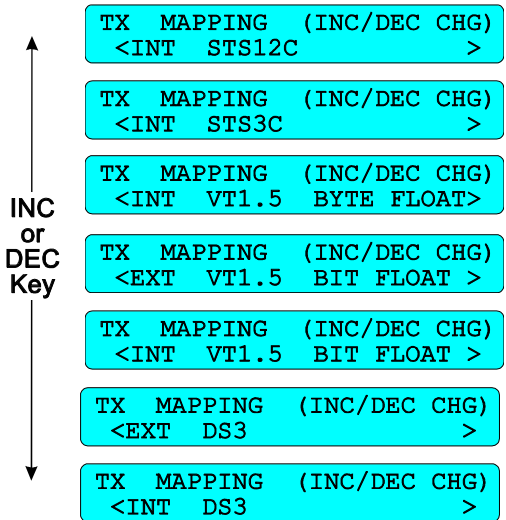 TX MAPPING (INC/DEC CHG)
<INT STS12C >
TX MAPPING (INC/DEC CHG)
<INT STS3C >
TX MAPPING (INC/DEC CHG)
<INT VT1.5 BYTE FLOAT>
INC
or
DEC
Key
TX MAPPING (INC/DEC CHG)
<EXT VT1.5 BIT FLOAT >
TX MAPPING (INC/DEC CHG)
<INT VT1.5 BIT FLOAT >
TX MAPPING (INC/DEC CHG)
<EXT DS3 >
TX MAPPING (INC/DEC CHG)
<INT DS3 >